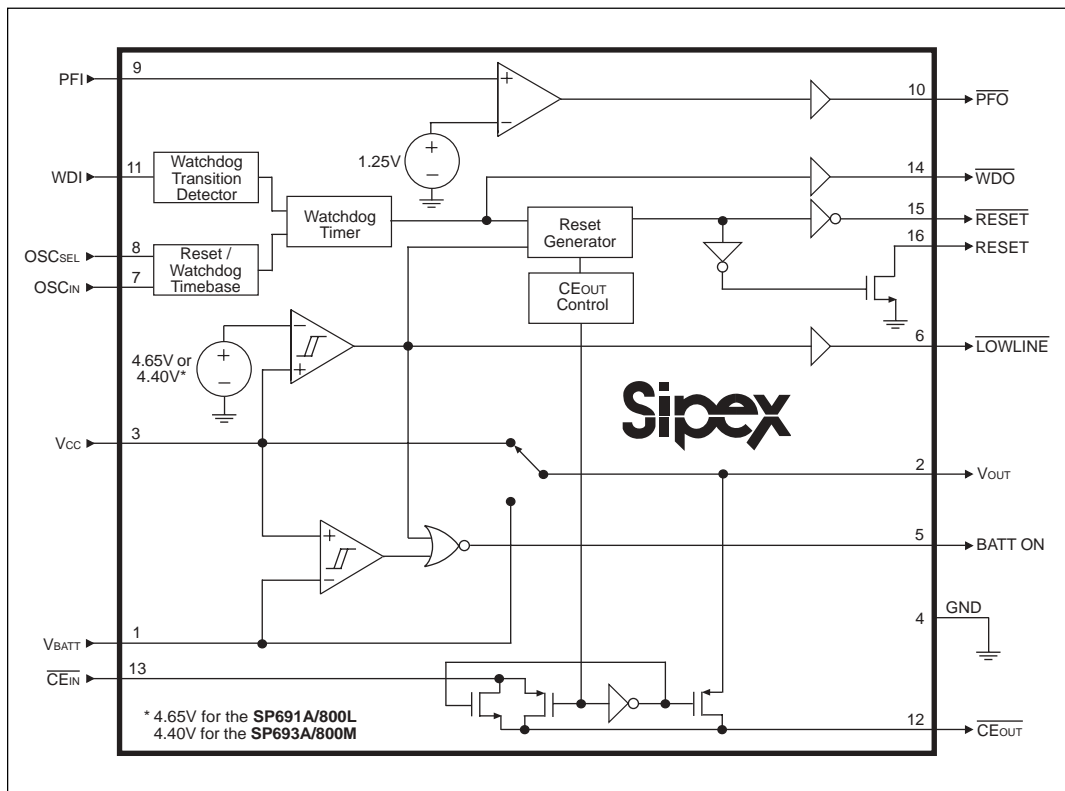 PFI
9
+
−
10
PFO
1.25V
+
−
WDI
11
Watchdog
Transition
Detector
Watchdog
Timer
14
WDO
Reset
Generator
15
RESET
16
RESET
OSCSEL
8
OSCIN
7
Reset /
Watchdog
Timebase
CEOUT
Control
4.65V or
4.40V*
+
−
−
+
6
LOWLINE
Sipex
VCC
3
2
VOUT
+
−
5
BATT ON
GND
4
VBATT
1
CEIN
13
* 4.65V for the SP691A/800L
4.40V for the SP693A/800M
12
CEOUT